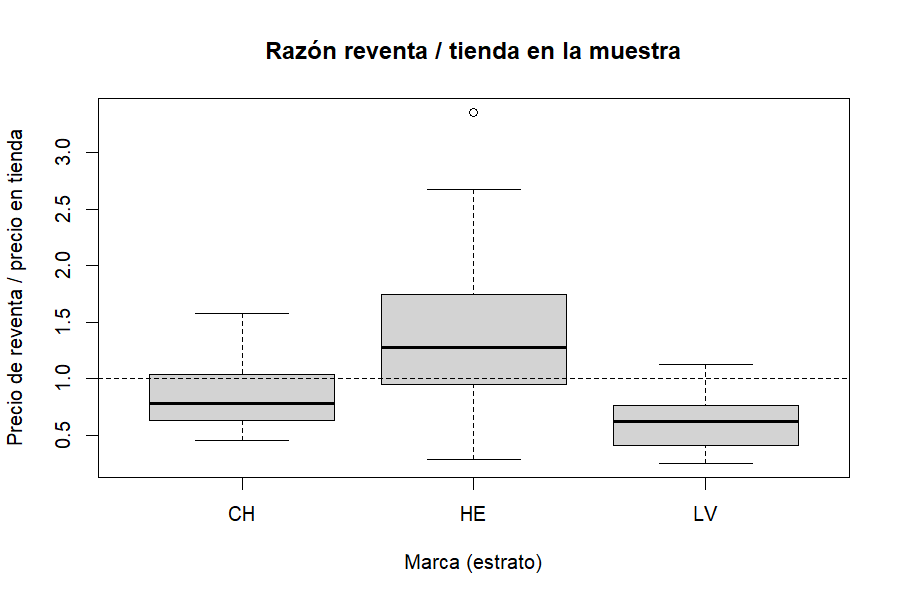 Razón reventa / tienda en la muestra
Precio de reventa / precio en tienda
3.0
2.5
2.0
1.5
1.0
0.5
CH HE LV
Marca (estrato)